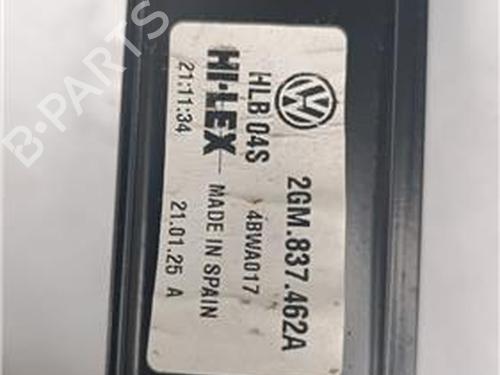 HLB 04S 2GM.837.462A
HI-LEX 4BWA017
MADE IN SPAIN
21:11:34 21.01.25 A
B-PARTS